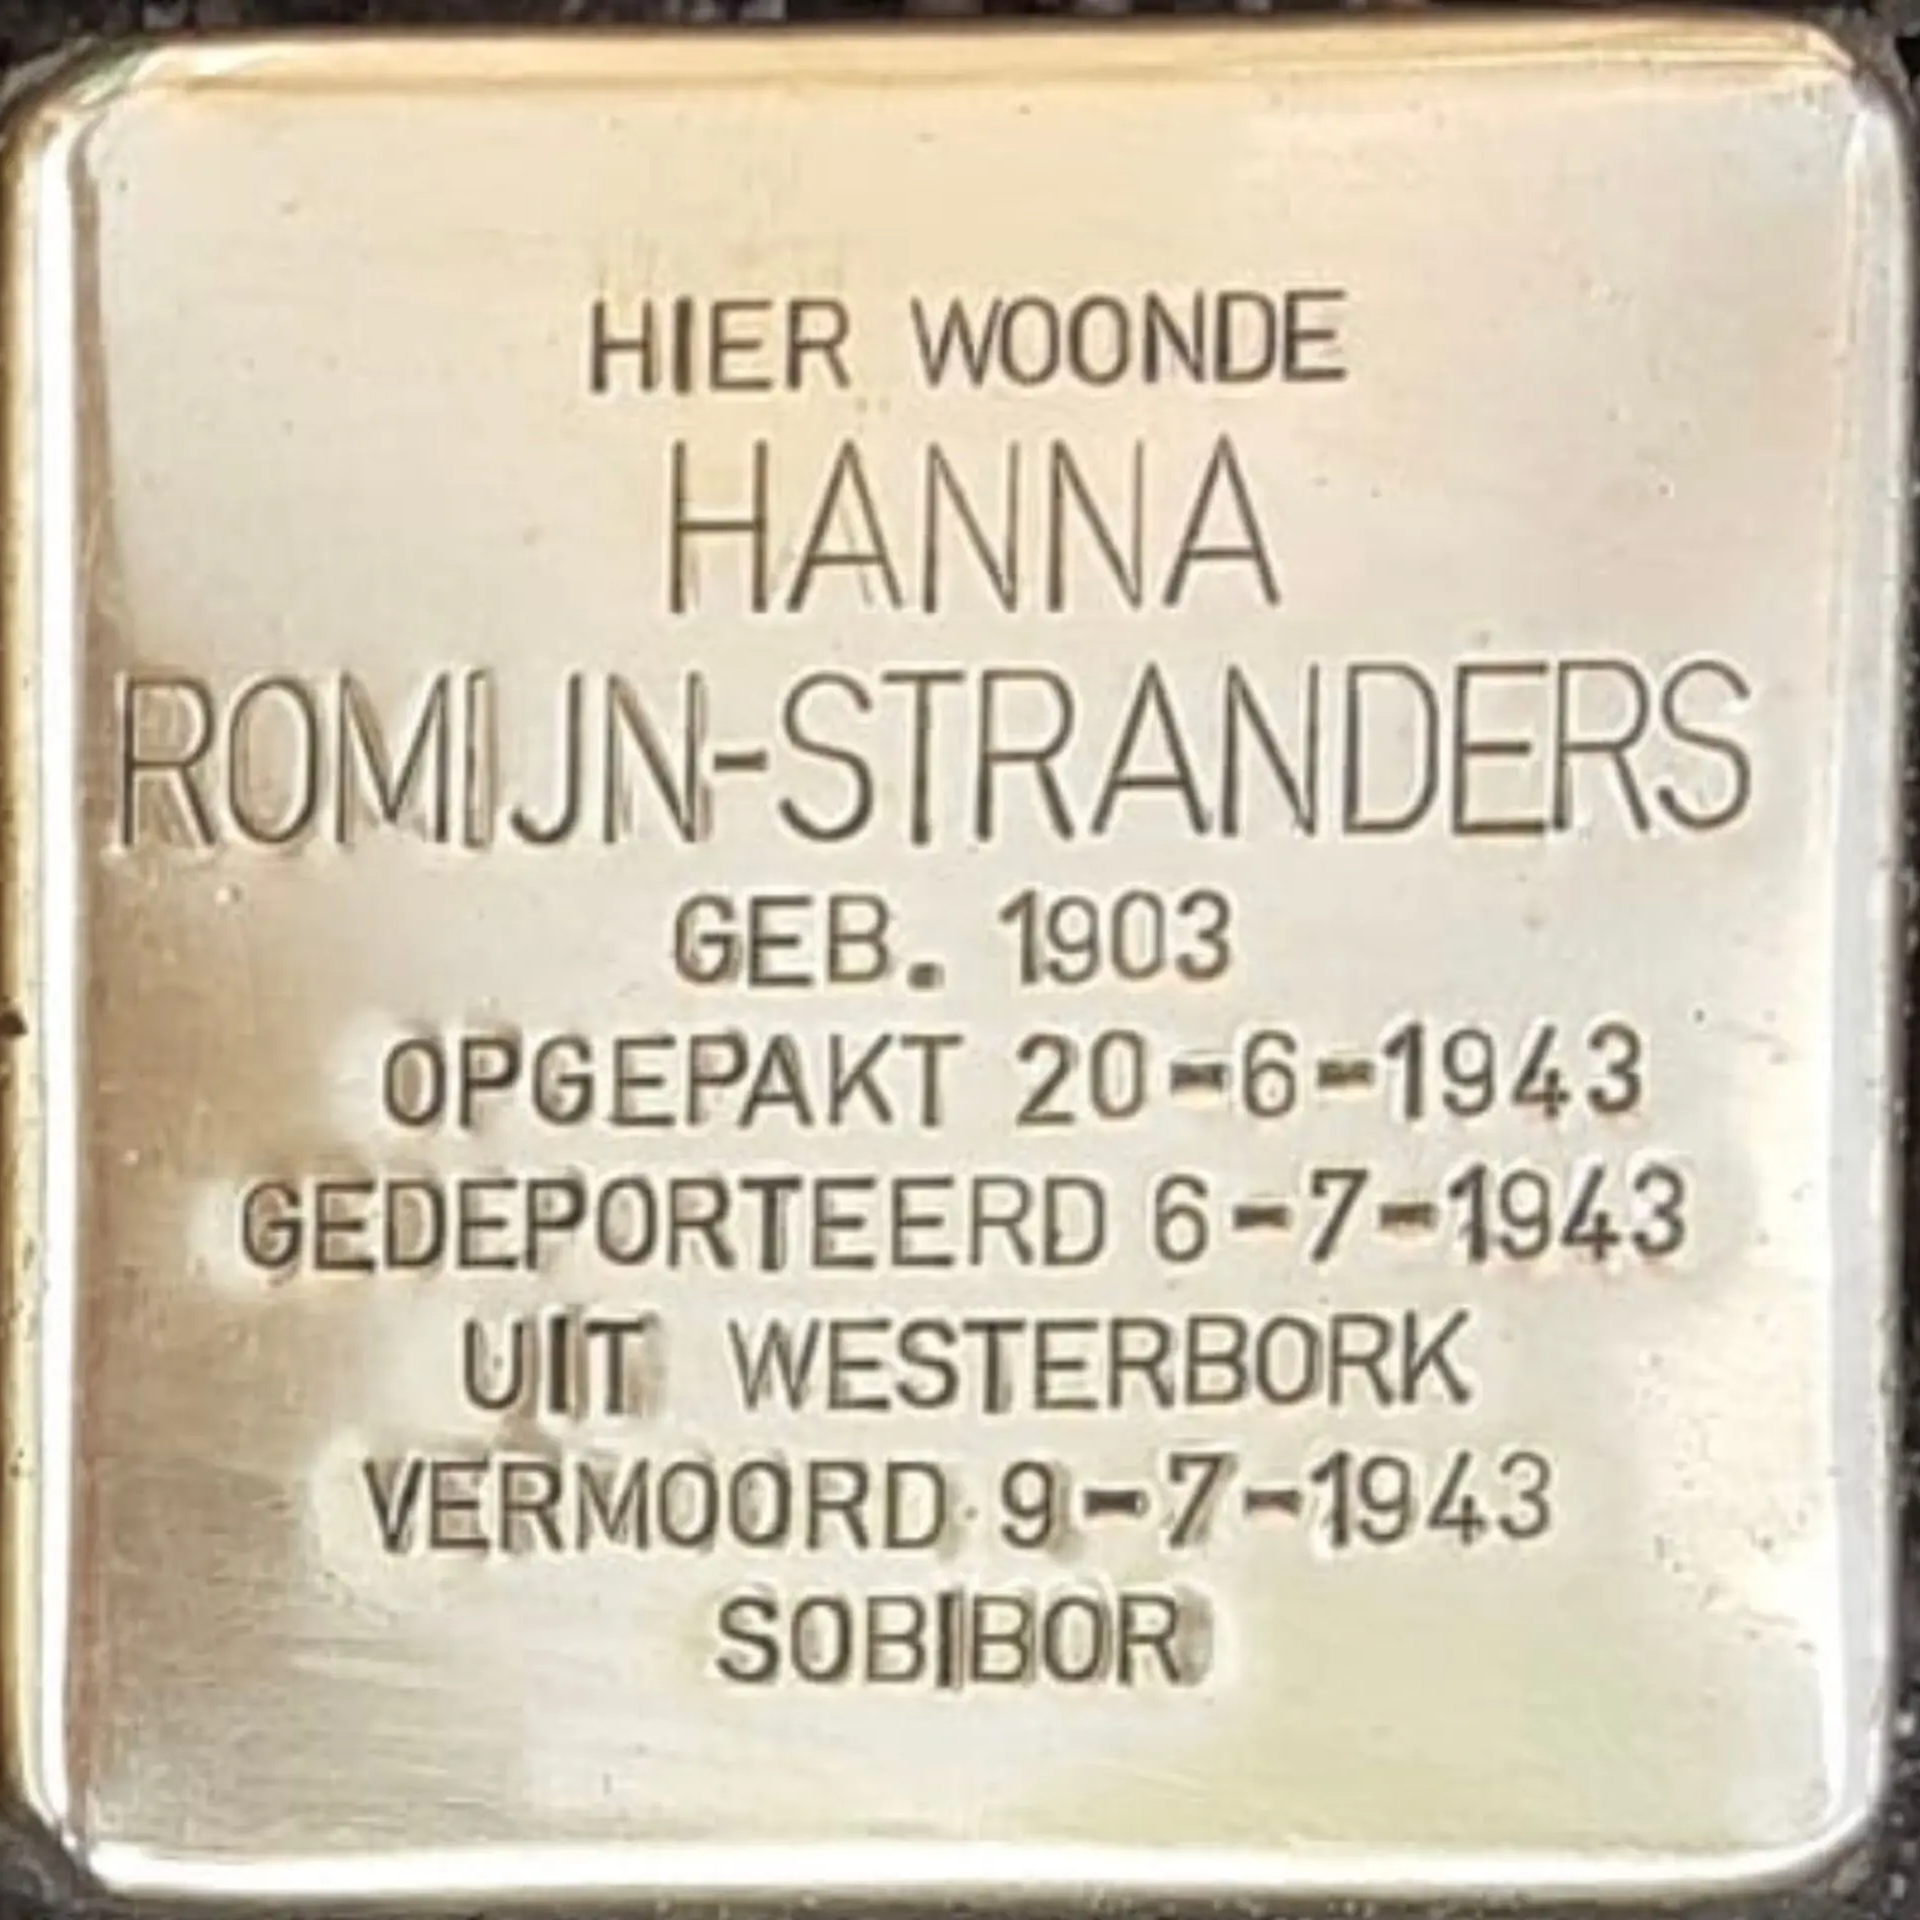 HIER WOONDE
HANNA
ROMIJN-STRANDERS
GEB. 1903
OPGEPAKT 20-6-1943
GEDEPORTEERD 6-7-1943
UIT WESTERBORK
VERMOORD 9-7-1943
SOBIBOR